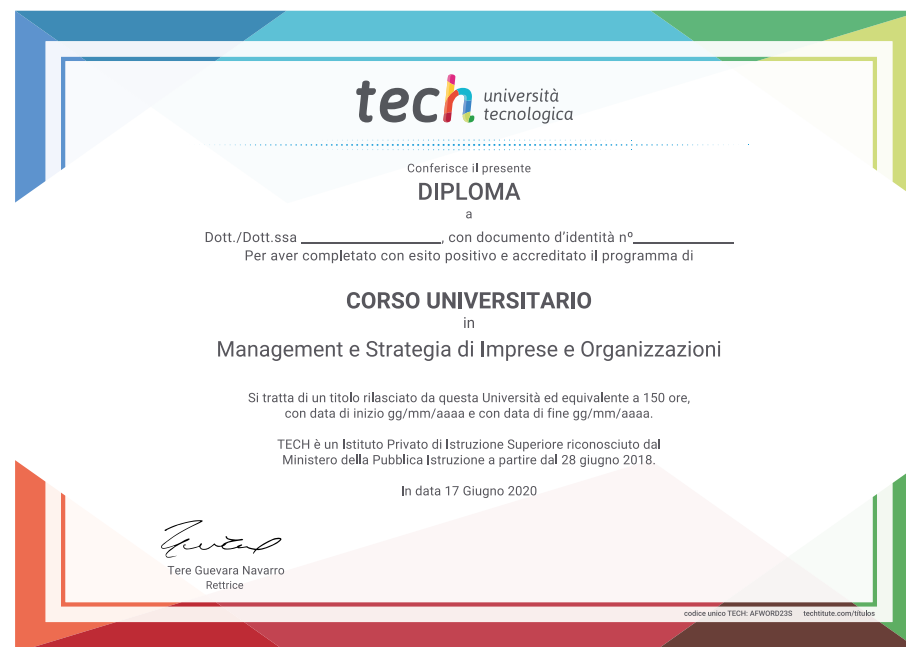 tech università
tecnologica
Conferisce il presente
DIPLOMA
a
Dott./Dott.ssa ____________________, con documento d'identità nº______________
Per aver completato con esito positivo e accreditato il programma di
CORSO UNIVERSITARIO
in
Management e Strategia di Imprese e Organizzazioni
Si tratta di un titolo rilasciato da questa Università ed equivalente a 150 ore,
con data di inizio gg/mm/aaaa e con data di fine gg/mm/aaaa.
TECH è un Istituto Privato di Istruzione Superiore riconosciuto dal
Ministero della Pubblica Istruzione a partire dal 28 giugno 2018.
In data 17 Giugno 2020
Tere Guevara Navarro
Rettrice
codice unico TECH: AFWORD23S techtitute.com/titulos